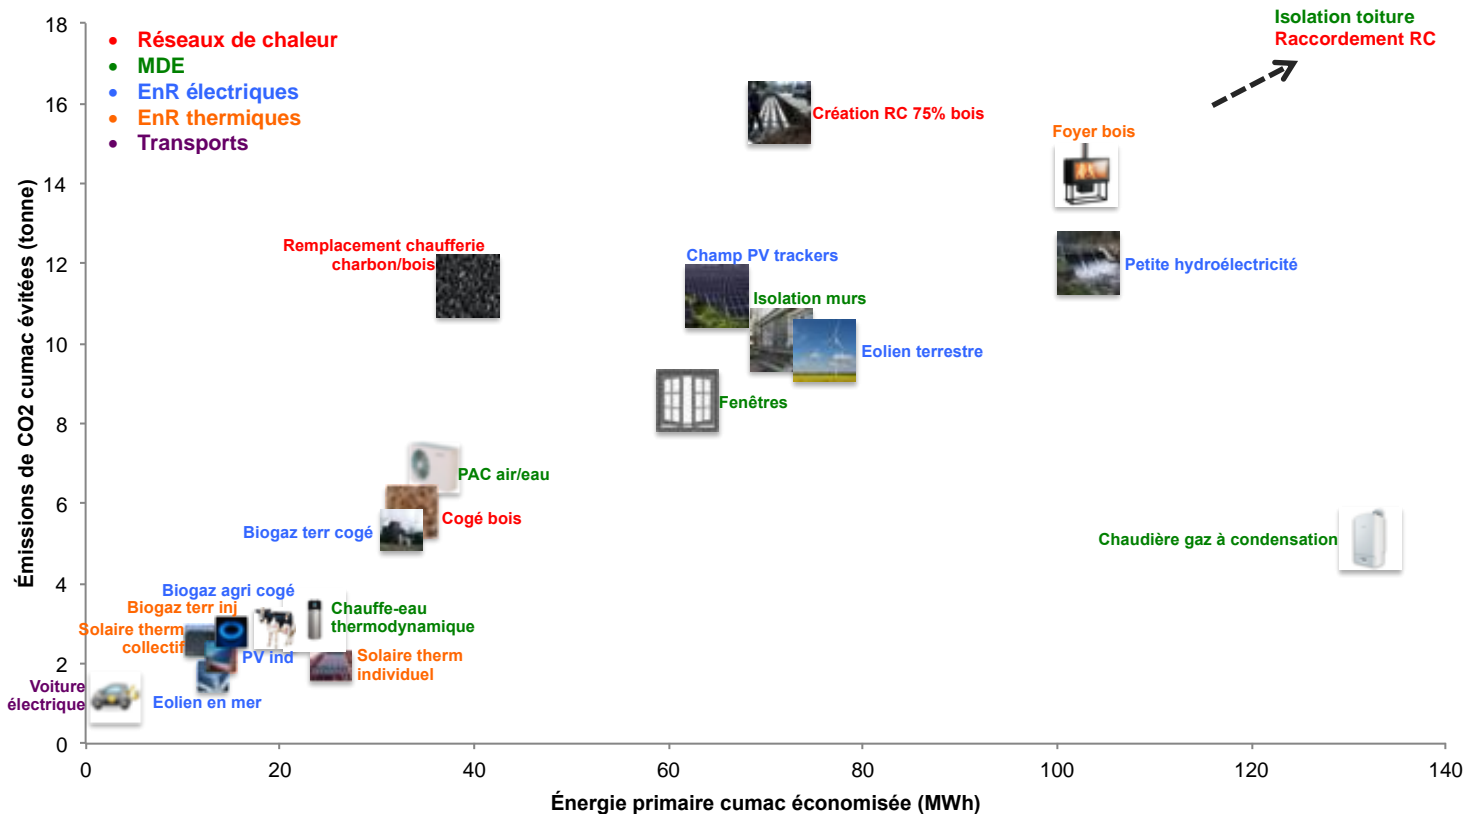 Isolation toiture
Raccordement RC
Réseaux de chaleur
MDE
EnR électriques
EnR thermiques
Transports
Création RC 75% bois
Foyer bois
Remplacement chaufferie
charbon/bois
Champ PV trackers
Petite hydroélectricité
Isolation murs
Eolien terrestre
Fenêtres
PAC air/eau
Cogé bois
Biogaz terr cogé
Chaudière gaz à condensation
Biogaz agri cogé
Biogaz terr inj
Chauffe-eau
thermodynamique
Solaire therm
collectif
PV ind
Solaire therm
individuel
Voiture
électrique
Eolien en mer
Émissions de CO2 cumac évitées (tonne)
18
16
14
12
10
8
6
4
2
0
0 20 40 60 80 100 120 140
Énergie primaire cumac économisée (MWh)